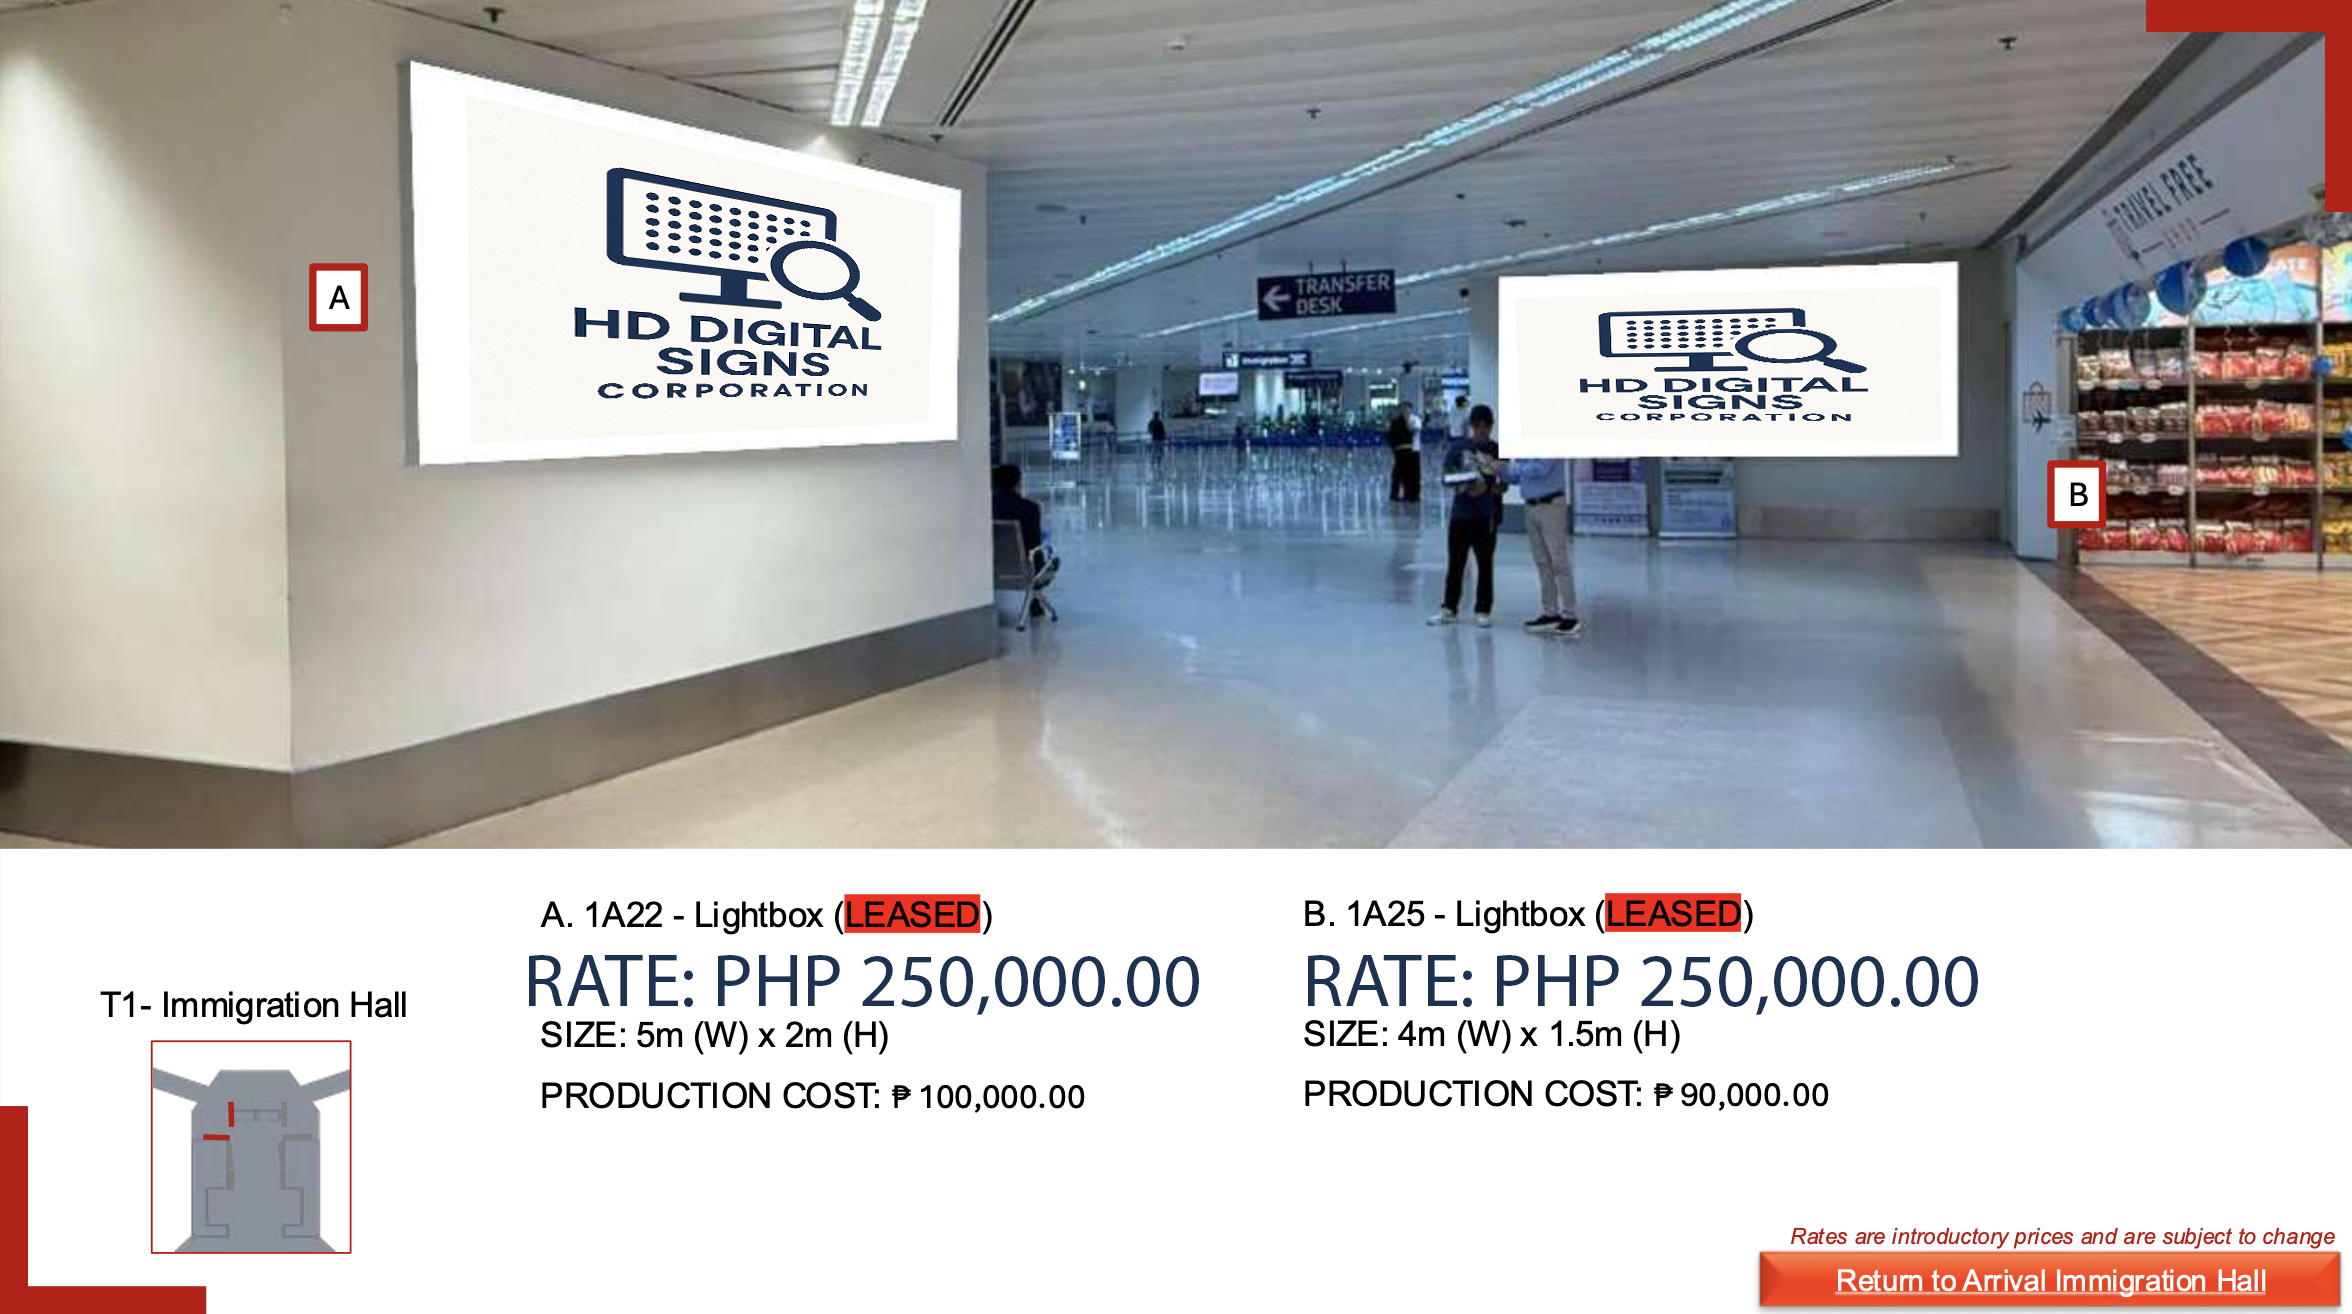 TRAVEL FREE
SHOP
TRANSFER
DESK
Immigration
HD DIGITAL
SIGNS
CORPORATION
HD DIGITAL
SIGNS
CORPORATION
A
B
A. 1A22 - Lightbox (LEASED)
RATE: PHP 250,000.00
SIZE: 5m (W) x 2m (H)
PRODUCTION COST: ₱ 100,000.00
B. 1A25 - Lightbox (LEASED)
RATE: PHP 250,000.00
SIZE: 4m (W) x 1.5m (H)
PRODUCTION COST: ₱ 90,000.00
T1- Immigration Hall
Rates are introductory prices and are subject to change
Return to Arrival Immigration Hall